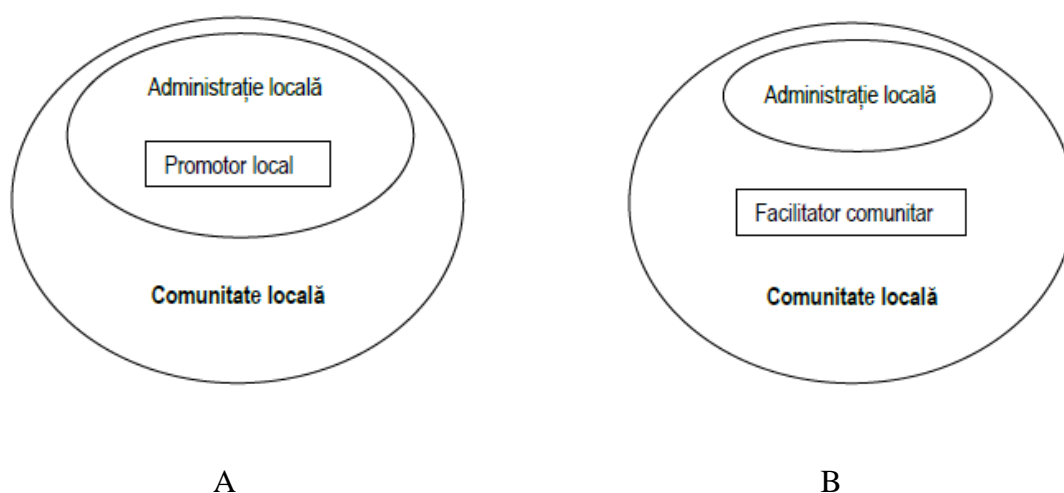 Administrație locală
Promotor local
Comunitate locală
A
Administrație locală
Facilitator comunitar
Comunitate locală
B